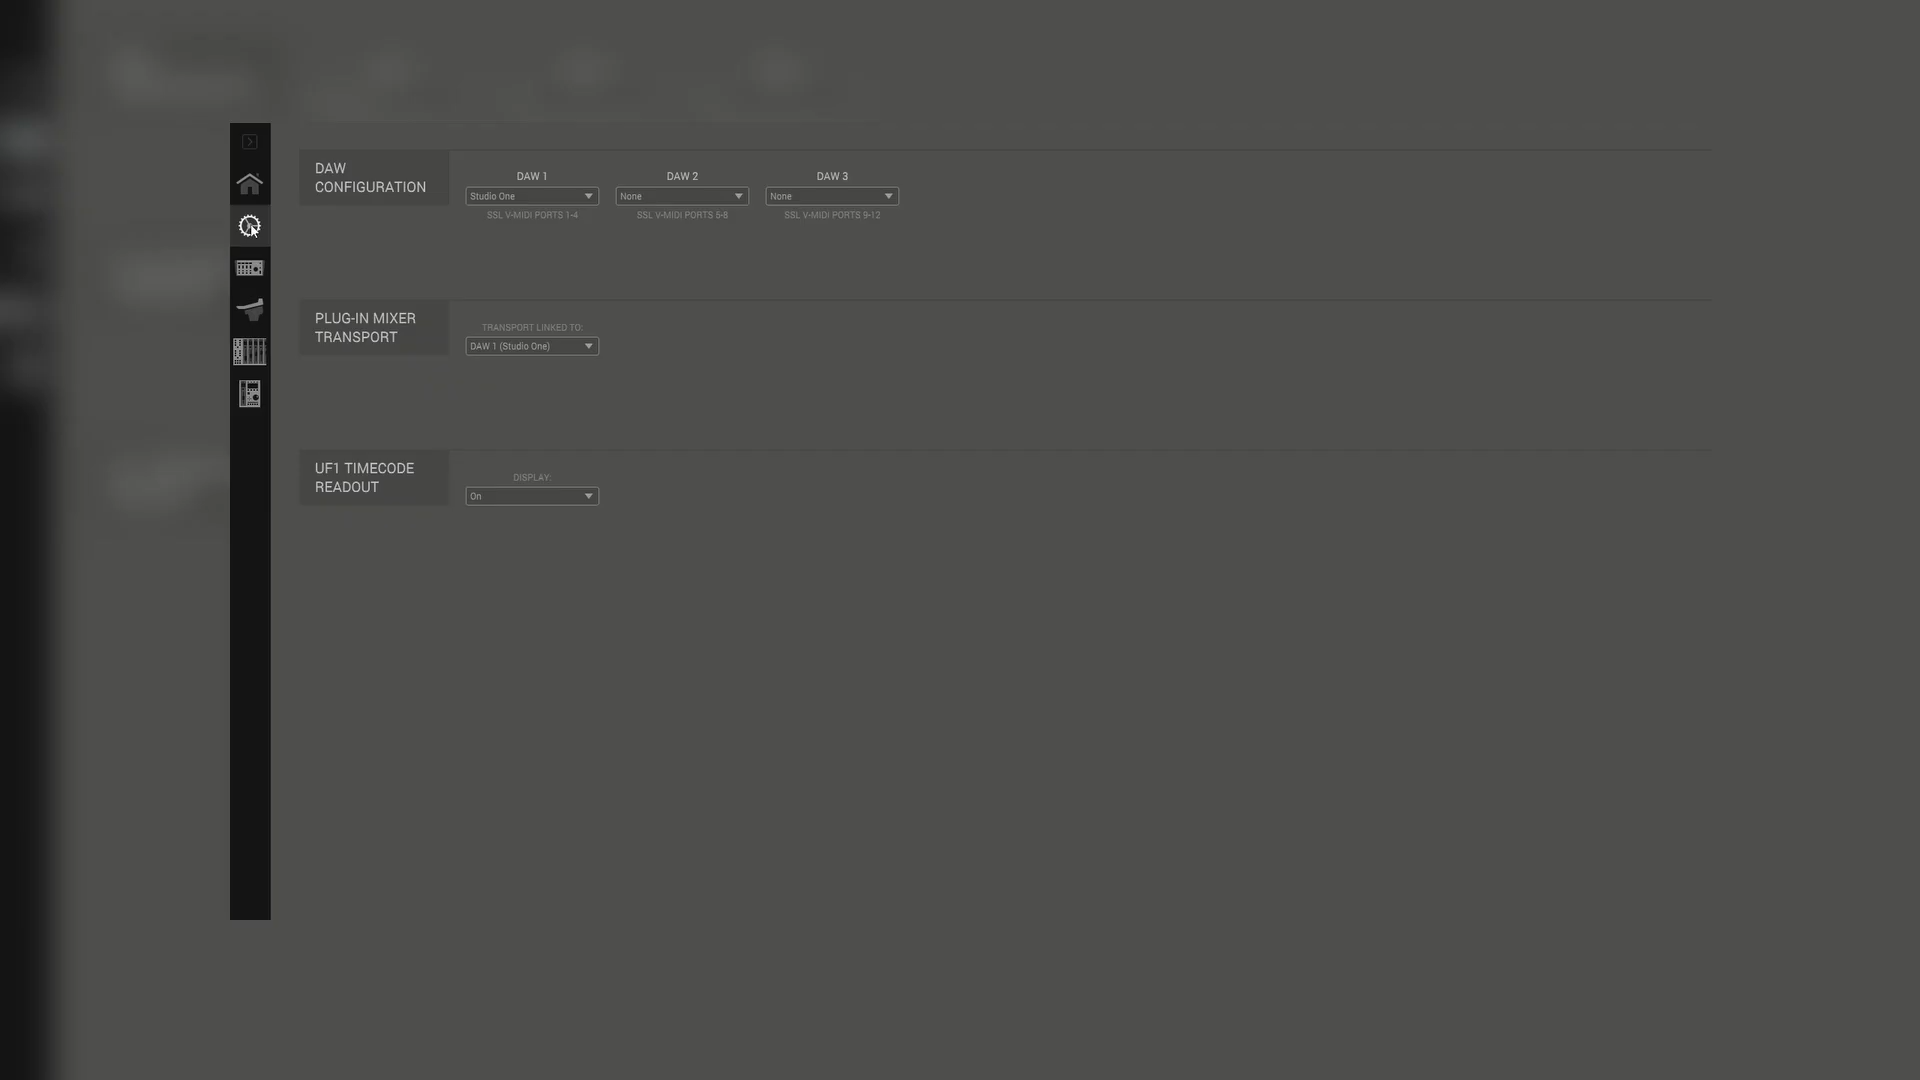 DAW
CONFIGURATION
DAW 1
DAW 2
DAW 3
Studio One
None
None
SSL V-MIDI PORTS 1-4
SSL V-MIDI PORTS 5-8
SSL V-MIDI PORTS 9-12
PLUG-IN MIXER
TRANSPORT
TRANSPORT LINKED TO:
DAW 1 (Studio One)
UF1 TIMECODE
READOUT
DISPLAY:
On